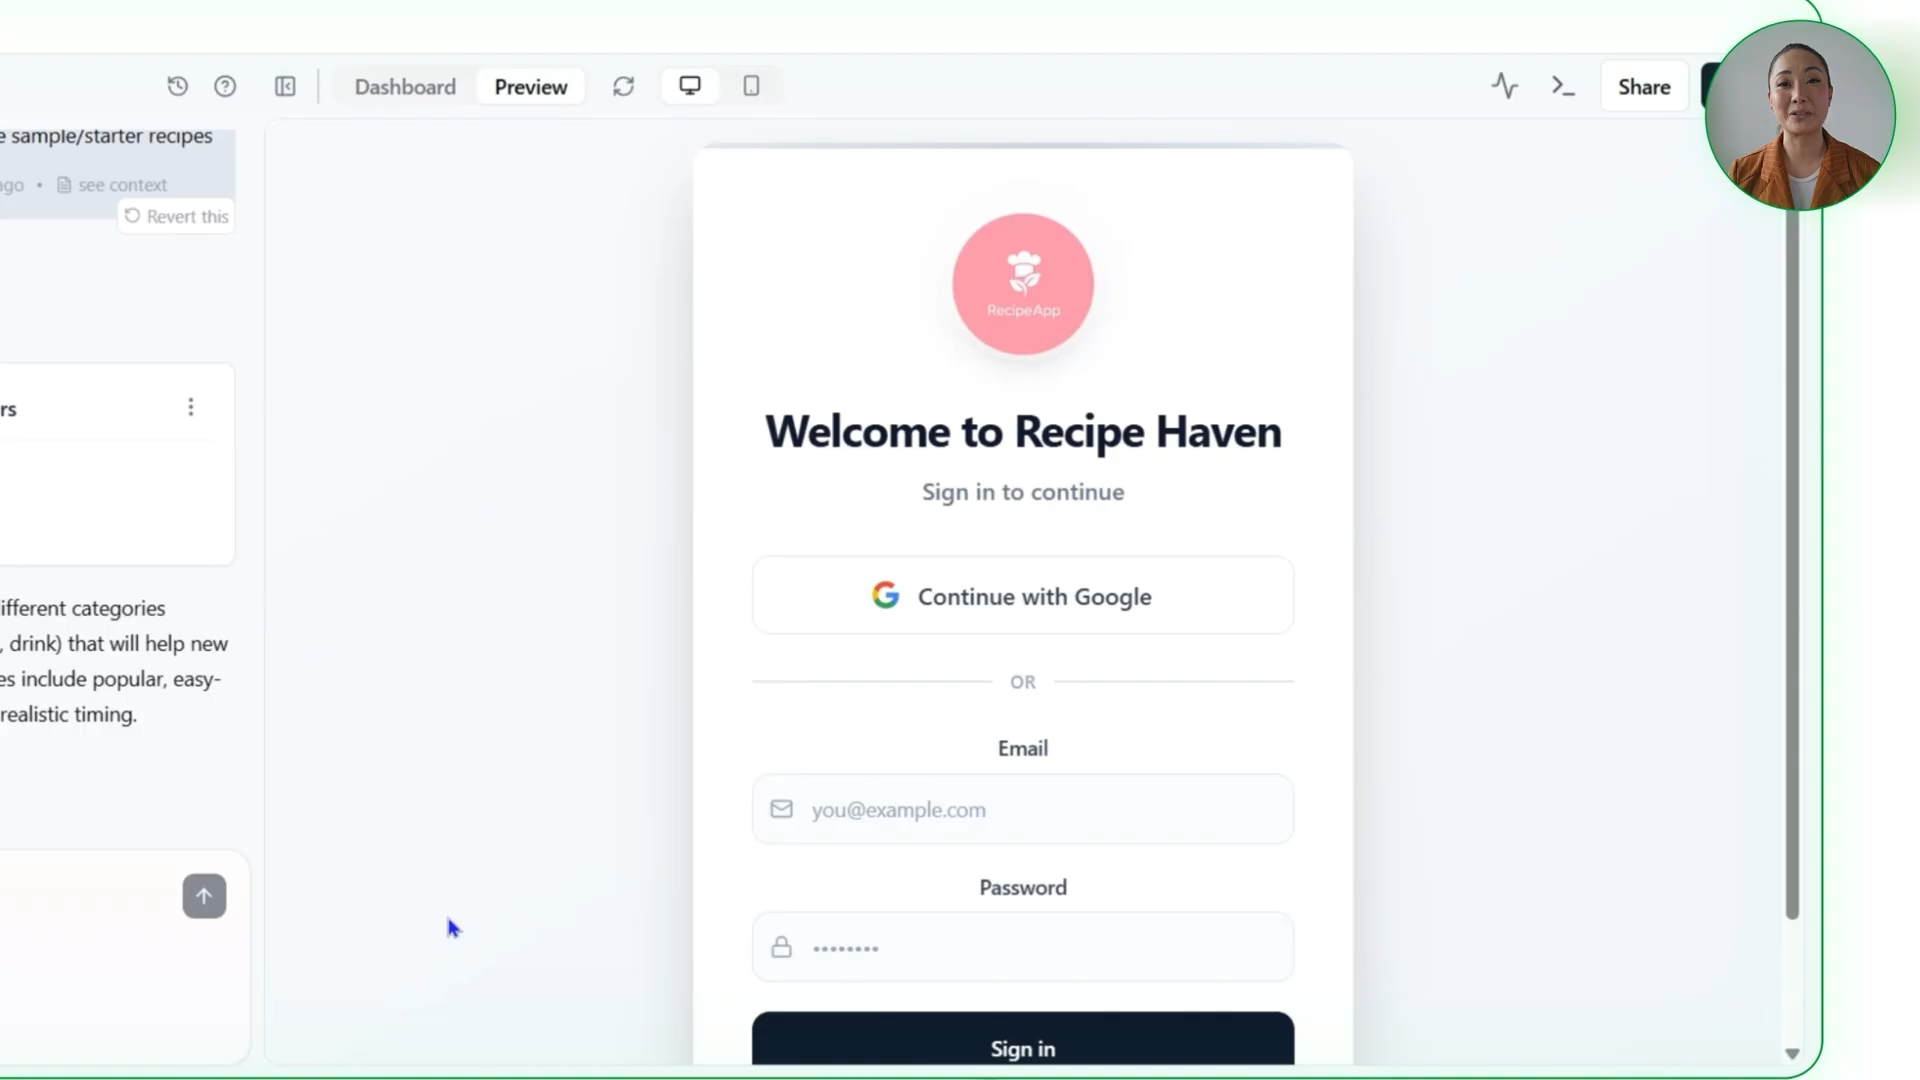 Dashboard
Preview
Share
e sample/starter recipes
ago • see context
Revert this
rs
ifferent categories
, drink) that will help new
es include popular, easy-
realistic timing.
RecipeApp
Welcome to Recipe Haven
Sign in to continue
Continue with Google
OR
Email
you@example.com
Password
Sign in